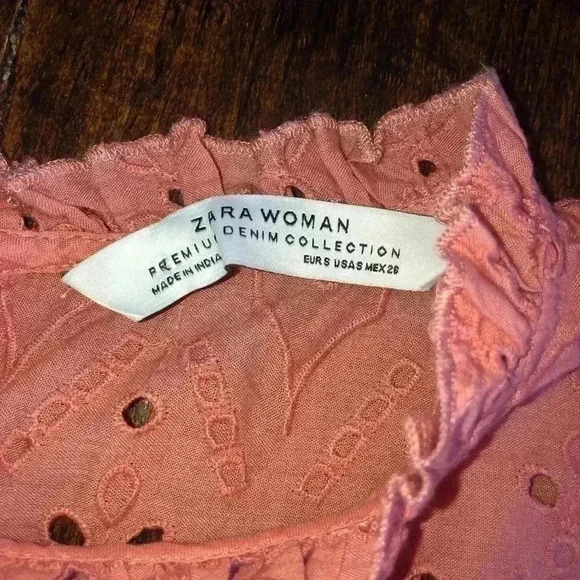 ZARA WOMAN
PREMIUM DENIM COLLECTION
MADE IN INDIA EUR S USA S MEX 26